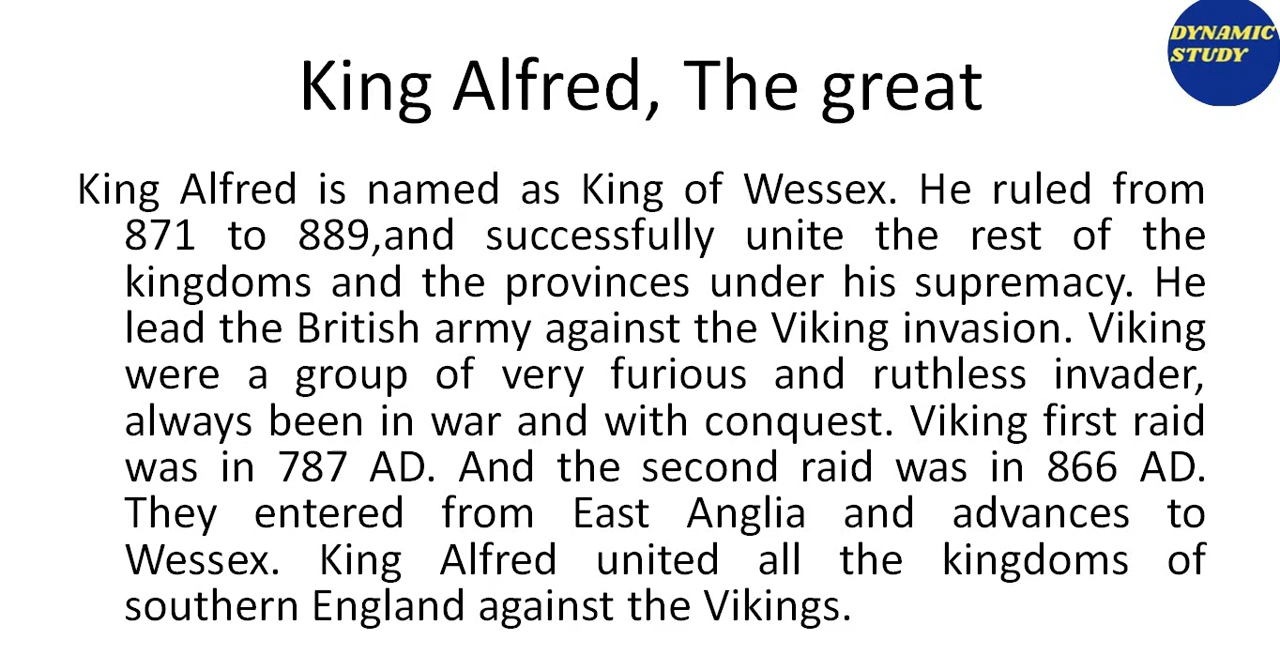 DYNAMIC
STUDY
King Alfred, The great
King Alfred is named as King of Wessex. He ruled from
871 to 889,and successfully unite the rest of the
kingdoms and the provinces under his supremacy. He
lead the British army against the Viking invasion. Viking
were a group of very furious and ruthless invader,
always been in war and with conquest. Viking first raid
was in 787 AD. And the second raid was in 866 AD.
They entered from East Anglia and advances to
Wessex. King Alfred united all the kingdoms of
southern England against the Vikings.